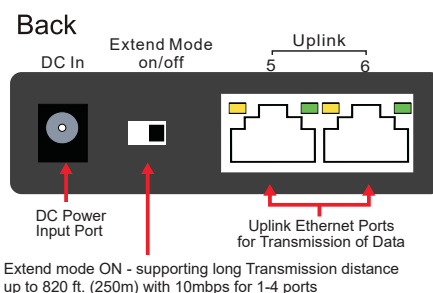 Back
DC In
Extend Mode
on/off
Uplink
5 6
DC Power
Input Port
Uplink Ethernet Ports
for Transmission of Data
Extend mode ON - supporting long Transmission distance
up to 820 ft. (250m) with 10mbps for 1-4 ports